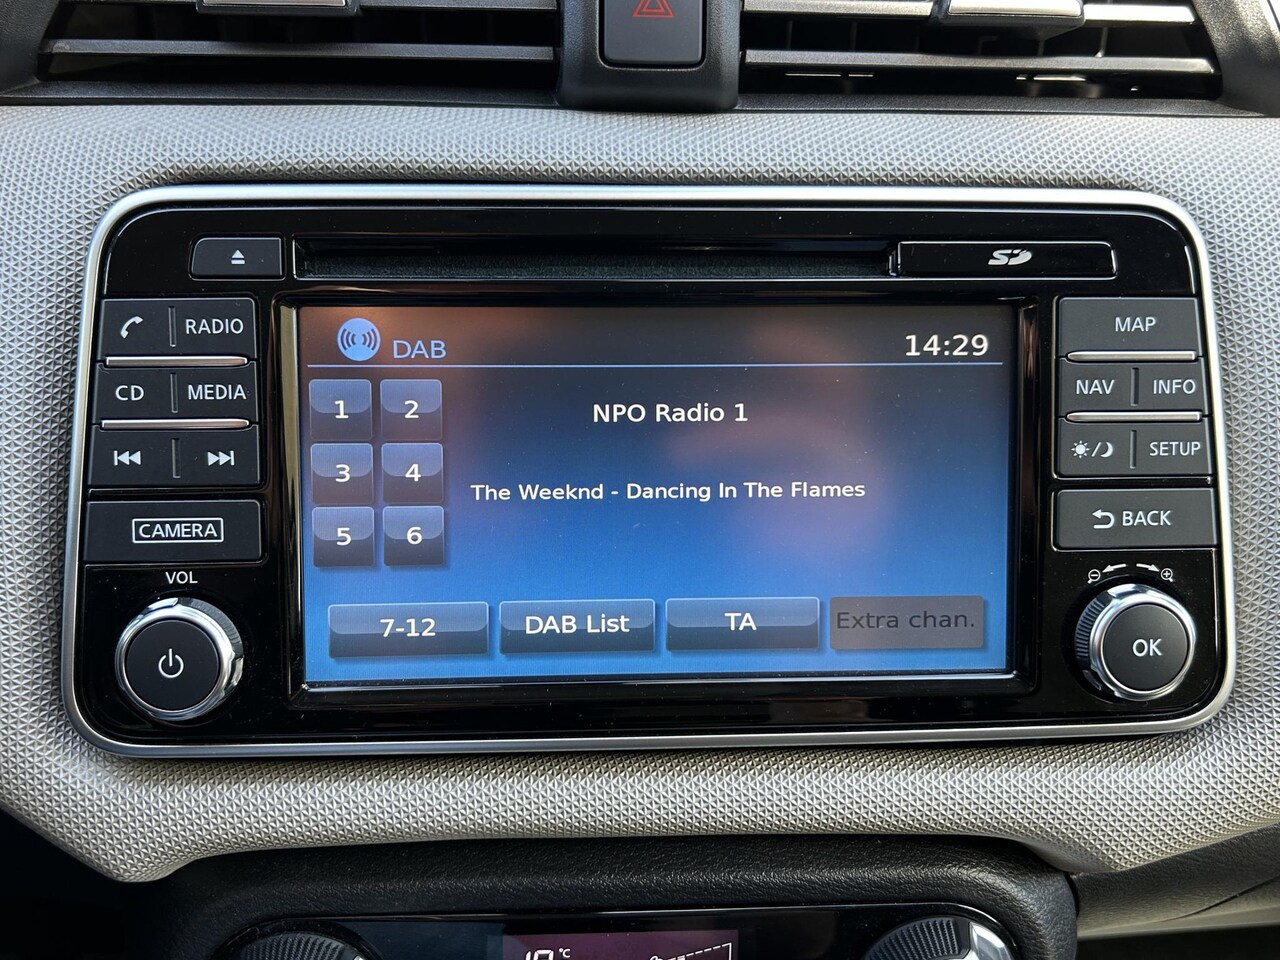 SD
RADIO
CD MEDIA
CAMERA
VOL
DAB 14:29
1 2
NPO Radio 1
3 4
The Weeknd - Dancing In The Flames
5 6
7-12 DAB List TA Extra chan.
MAP
NAV INFO
SETUP
BACK
OK
°C